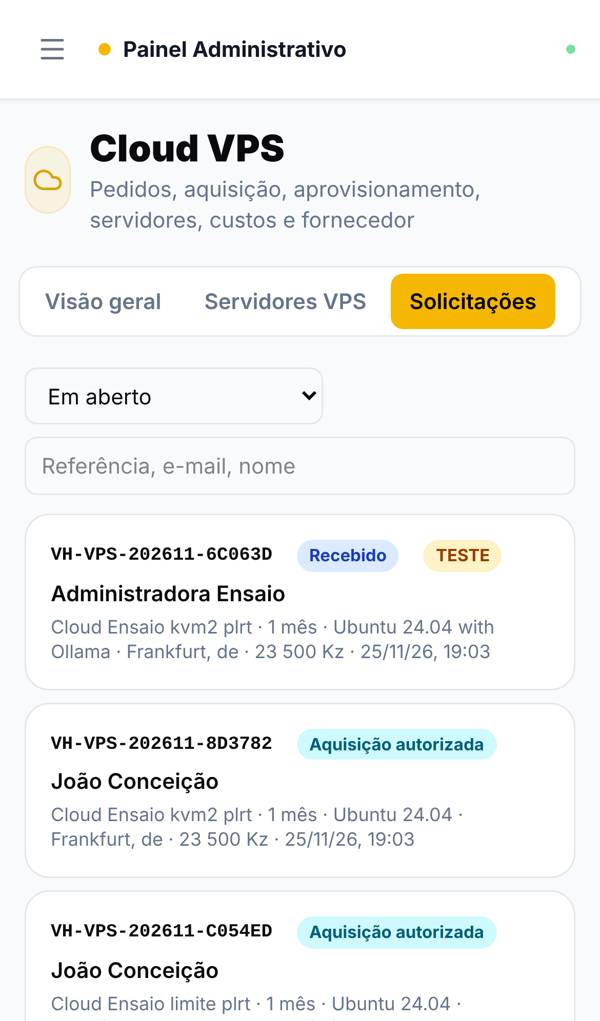 Painel Administrativo
Cloud VPS
Pedidos, aquisição, aprovisionamento,
servidores, custos e fornecedor
Visão geral Servidores VPS Solicitações
Em aberto
Referência, e-mail, nome
VH-VPS-202611-6C063D Recebido TESTE
Administradora Ensaio
Cloud Ensaio kvm2 plrt · 1 mês · Ubuntu 24.04 with
Ollama · Frankfurt, de · 23 500 Kz · 25/11/26, 19:03
VH-VPS-202611-8D3782 Aquisição autorizada
João Conceição
Cloud Ensaio kvm2 plrt · 1 mês · Ubuntu 24.04 ·
Frankfurt, de · 23 500 Kz · 25/11/26, 19:03
VH-VPS-202611-C054ED Aquisição autorizada
João Conceição
Cloud Ensaio limite plrt · 1 mês · Ubuntu 24.04 ·